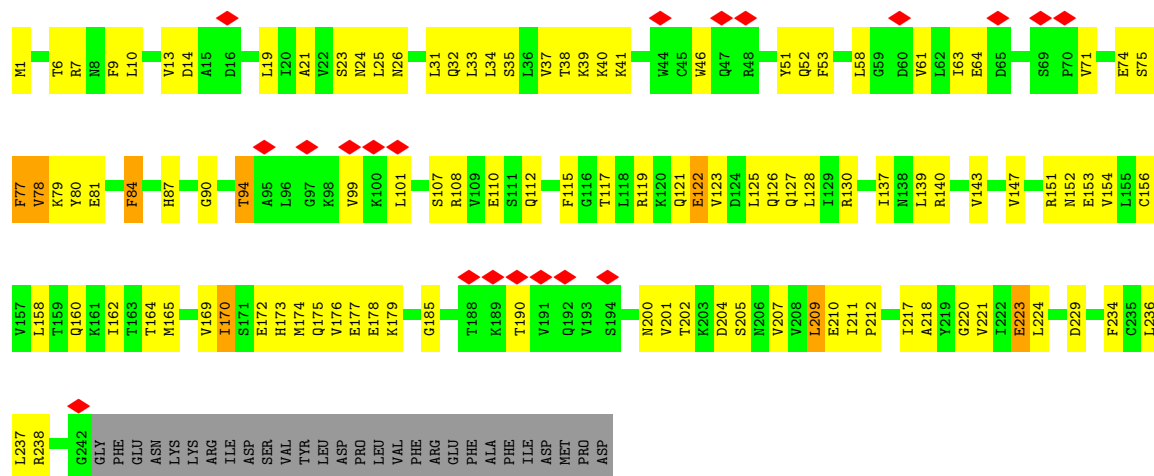 M1 T6 R7 N8 F9 L10 V13 D14 A15 D16 L19 I20 A21 V22 S23 N24 L25 N26 L31 Q32 L33 L34 S35 L36 V37 T38 K39 K40 K41 W44 C45 W46 Q47 R48 Y51 Q52 F53 L58 G59 D60 V61 L62 I63 E64 D65 S69 P70 V71 E74 S75
F77 V78 K79 Y80 E81 F84 H87 G90 T94 A95 L96 G97 K98 V99 K100 L101 S107 R108 V109 E110 S111 Q112 F115 G116 T117 L118 R119 K120 Q121 E122 V123 D124 L125 Q126 Q127 L128 I129 R130 I137 N138 L139 R140 V143 V147 R151 N152 E153 V154 L155 C156
V157 L158 T159 Q160 K161 I162 T163 T164 M165 V169 I170 S171 E172 H173 M174 Q175 V176 E177 E178 K179 G185 T188 K189 T190 V191 Q192 V193 S194 N200 V201 T202 K203 D204 S205 N206 V207 V208 L209 E210 I211 P212 I217 A218 Y219 G220 V221 I222 E223 L224 D229 F234 C235 L236
L237 R238 G242 GLY PHE GLU ASN LYS LYS ARG ILE ASP SER VAL TYR LEU ASP PRO LEU VAL PHE ARG GLU PHE ALA PHE ILE ASP MET PRO ASP